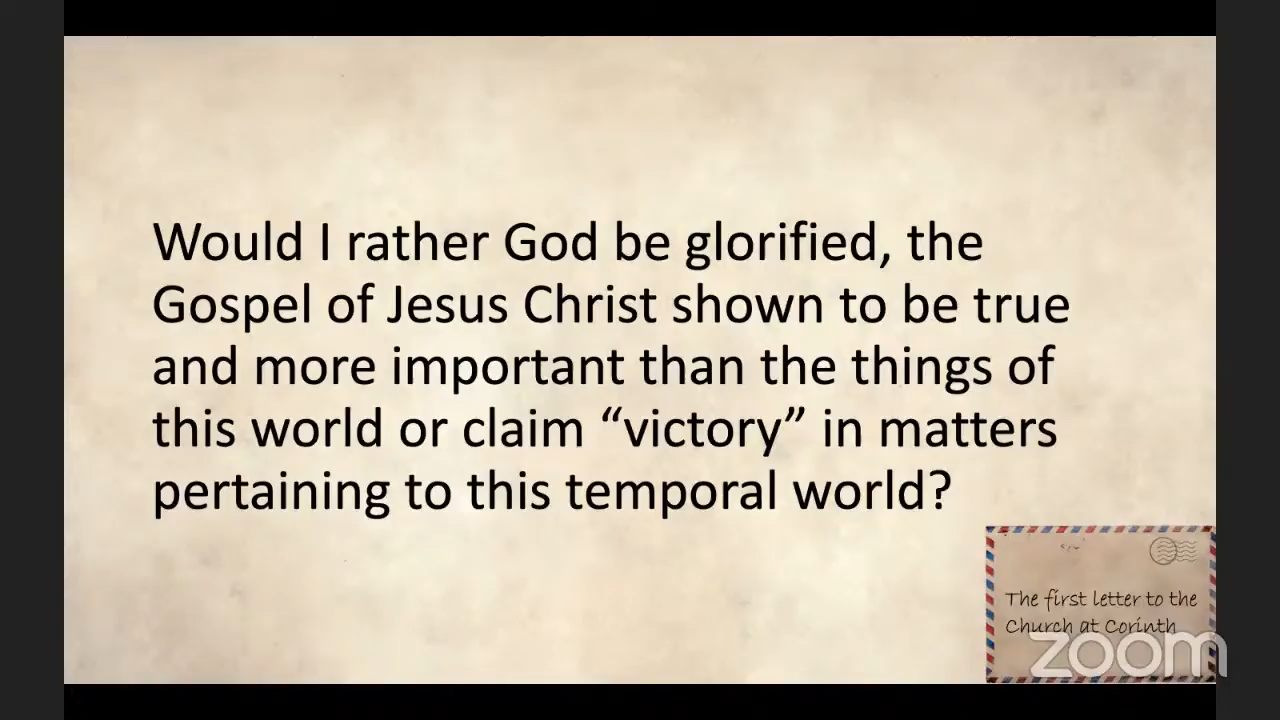 Would I rather God be glorified, the
Gospel of Jesus Christ shown to be true
and more important than the things of
this world or claim “victory” in matters
pertaining to this temporal world?
The first letter to the
Church at Corinth
zoom